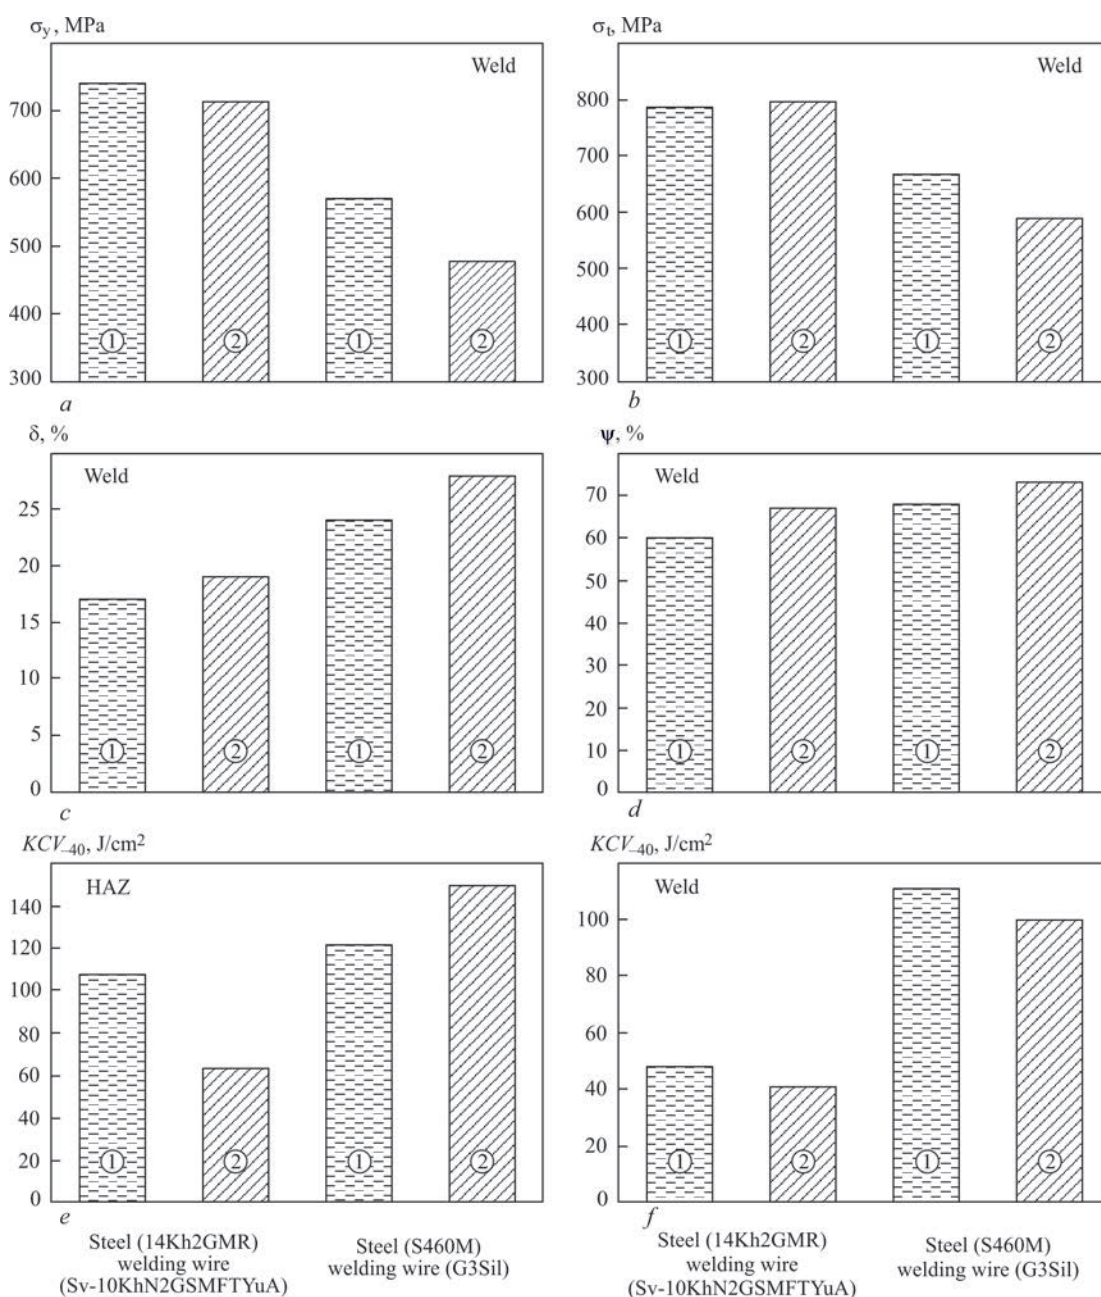 σy, MPa
Weld
700
600
500
400
300
1
2
1
2
a
σt, MPa
Weld
800
700
600
500
400
300
1
2
1
2
b
δ, %
Weld
25
20
15
10
5
0
1
2
1
2
c
ψ, %
Weld
70
60
50
40
30
20
10
0
1
2
1
2
d
KCV–40, J/cm²
HAZ
140
120
100
80
60
40
20
0
1
2
1
2
e
Steel (14Kh2GMR)
welding wire
(Sv-10KhN2GSMFTYuA)
Steel (S460M)
welding wire (G3Sil)
KCV–40, J/cm²
Weld
100
80
60
40
20
0
1
2
1
2
f
Steel (14Kh2GMR)
welding wire
(Sv-10KhN2GSMFTYuA)
Steel (S460M)
welding wire (G3Sil)